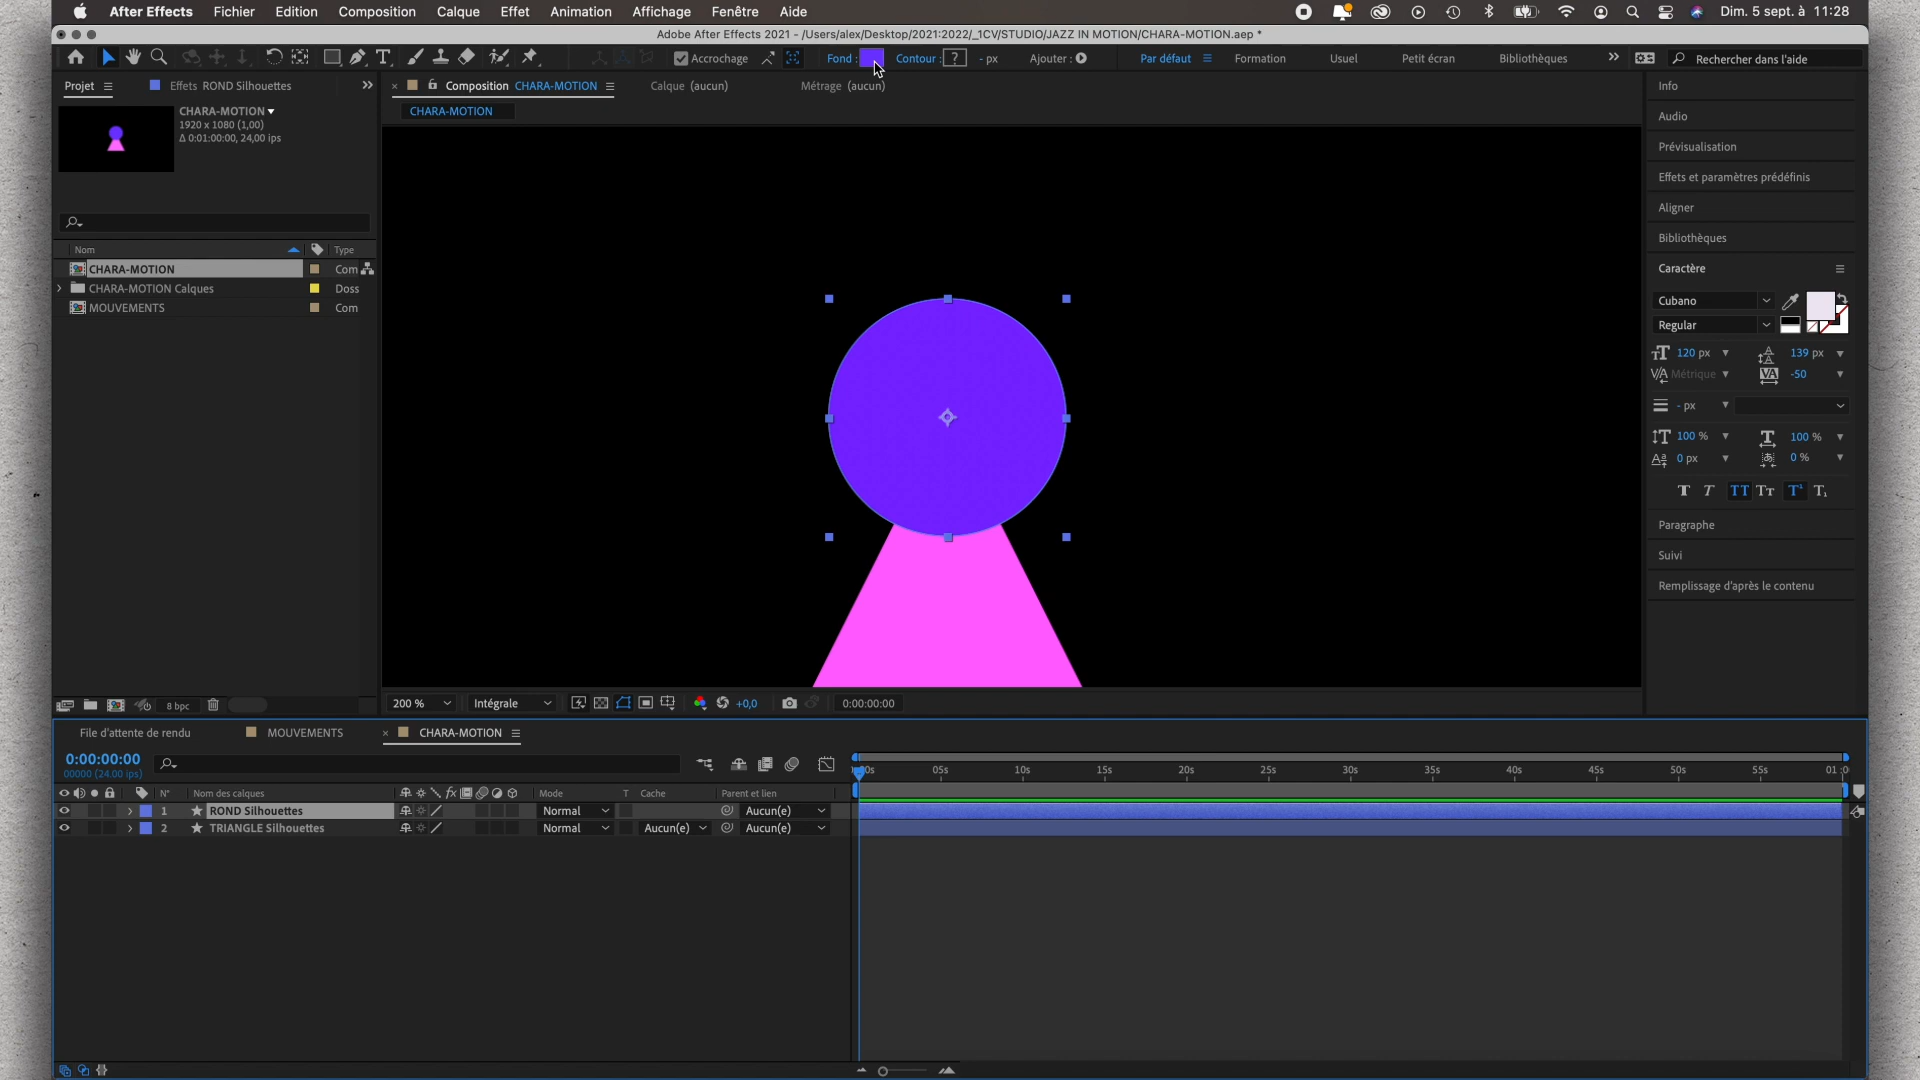 After Effects Fichier Edition Composition Calque Effet Animation Affichage Fenêtre Aide Dim. 5 sept. à 11:28
Adobe After Effects 2021 - /Users/alex/Desktop/2021:2022/_1CV/STUDIO/JAZZ IN MOTION/CHARA-MOTION.aep *
Accrochage Fond : Contour : ? - px Ajouter : Par défaut Formation Usuel Petit écran Bibliothèques Rechercher dans l'aide
Projet Effets ROND Silhouettes
CHARA-MOTION
1920 x 1080 (1,00)
Δ 0:01:00:00, 24,00 ips
Nom Type
CHARA-MOTION Com
CHARA-MOTION Calques Doss
MOUVEMENTS Com
8 bpc
Composition CHARA-MOTION Calque (aucun) Métrage (aucun)
CHARA-MOTION
200 % Intégrale +0,0 0:00:00:00
Info
Audio
Prévisualisation
Effets et paramètres prédéfinis
Aligner
Bibliothèques
Caractère
Cubano
Regular
120 px 139 px
Métrique -50
- px
100 % 100 %
0 px 0 %
T T TT Tт T¹ T₁
Paragraphe
Suivi
Remplissage d'après le contenu
File d'attente de rendu MOUVEMENTS CHARA-MOTION
0:00:00:00
00000 (24.00 ips)
05s 10s 15s 20s 25s 30s 35s 40s 45s 50s 55s
N° Nom des calques Mode T Cache Parent et lien
1 ROND Silhouettes Normal Aucun(e)
2 TRIANGLE Silhouettes Normal Aucun(e) Aucun(e)